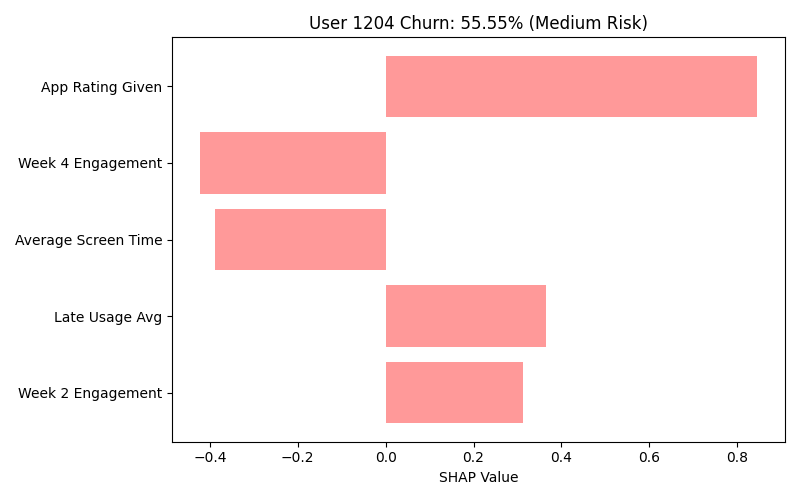 User 1204 Churn: 55.55% (Medium Risk)
App Rating Given
Week 4 Engagement
Average Screen Time
Late Usage Avg
Week 2 Engagement
−0.4 −0.2 0.0 0.2 0.4 0.6 0.8
SHAP Value